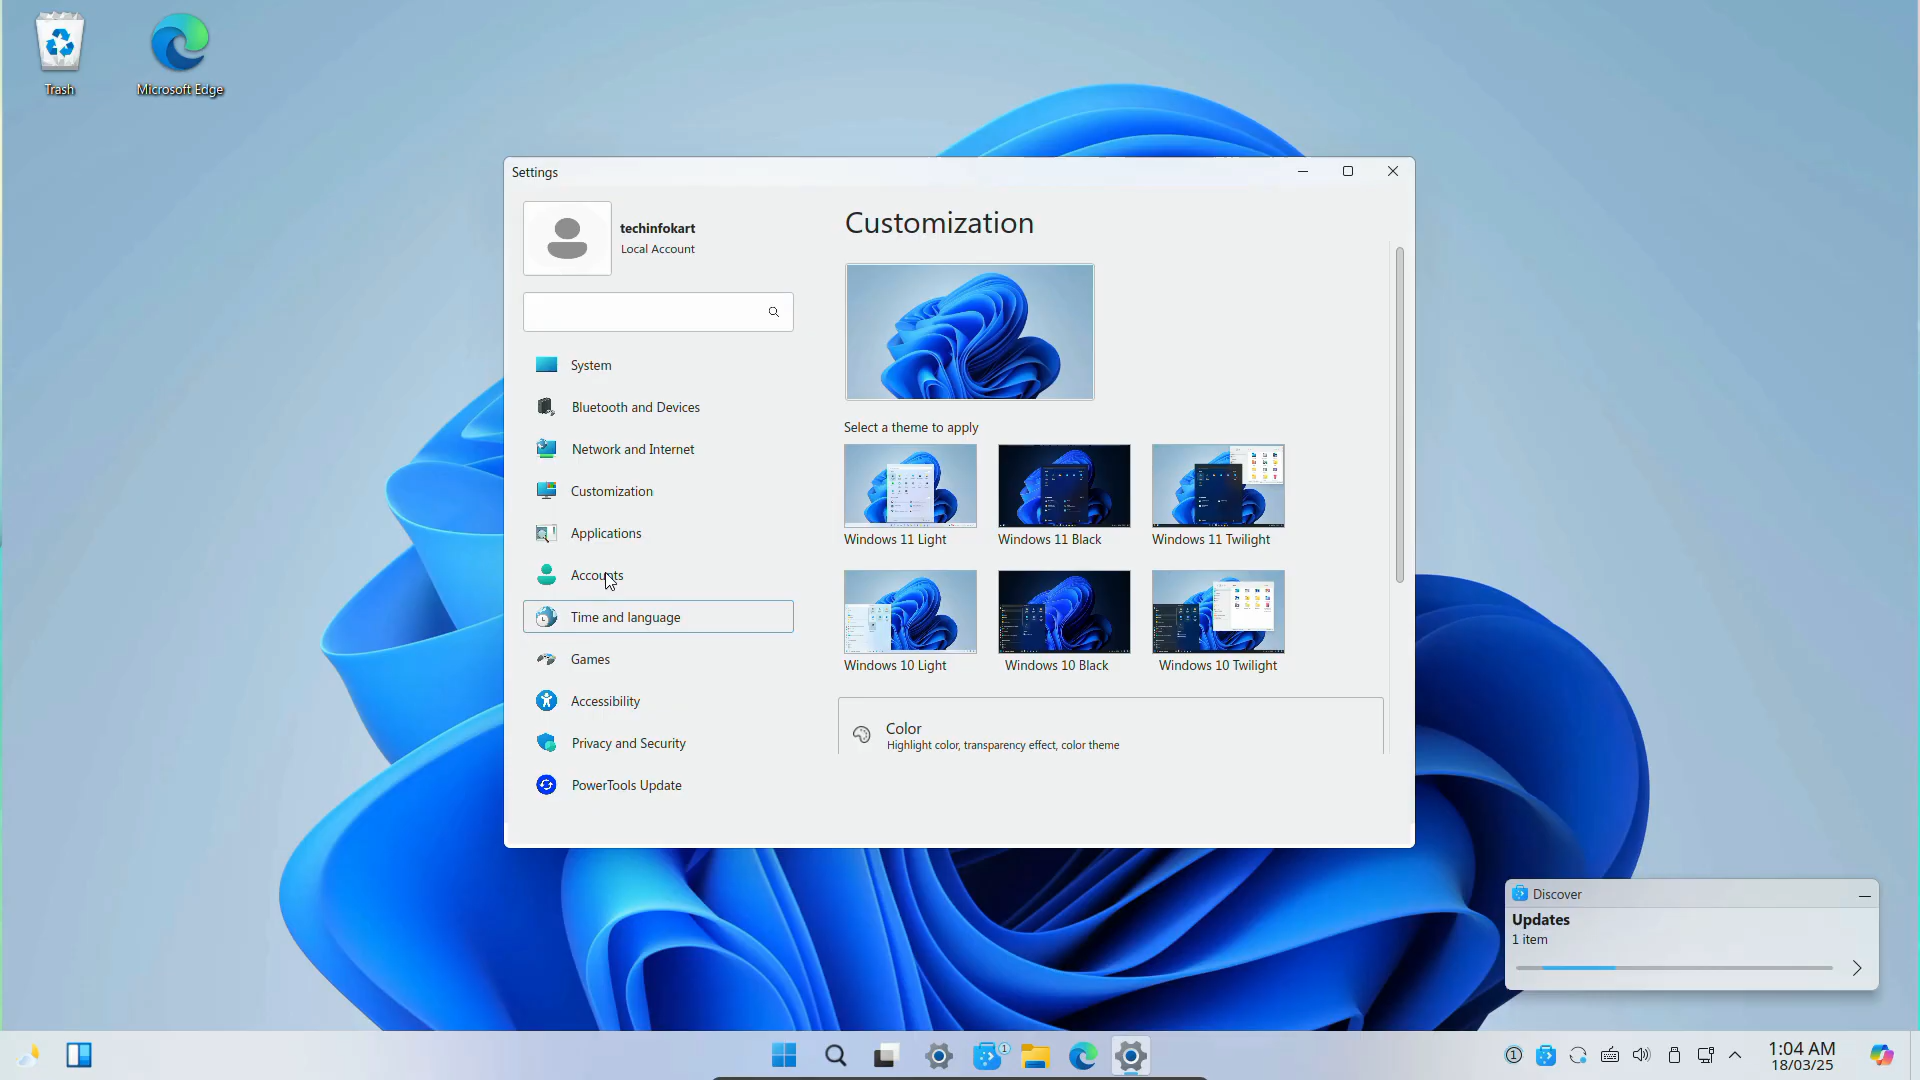 Trash
Microsoft Edge
Settings
techinfokart
Local Account
System
Bluetooth and Devices
Network and Internet
Customization
Applications
Accounts
Time and language
Games
Accessibility
Privacy and Security
PowerTools Update
Customization
Select a theme to apply
Windows 11 Light
Windows 11 Black
Windows 11 Twilight
Windows 10 Light
Windows 10 Black
Windows 10 Twilight
Color
Highlight color, transparency effect, color theme
Discover
Updates
1 item
1
1
1:04 AM
18/03/25